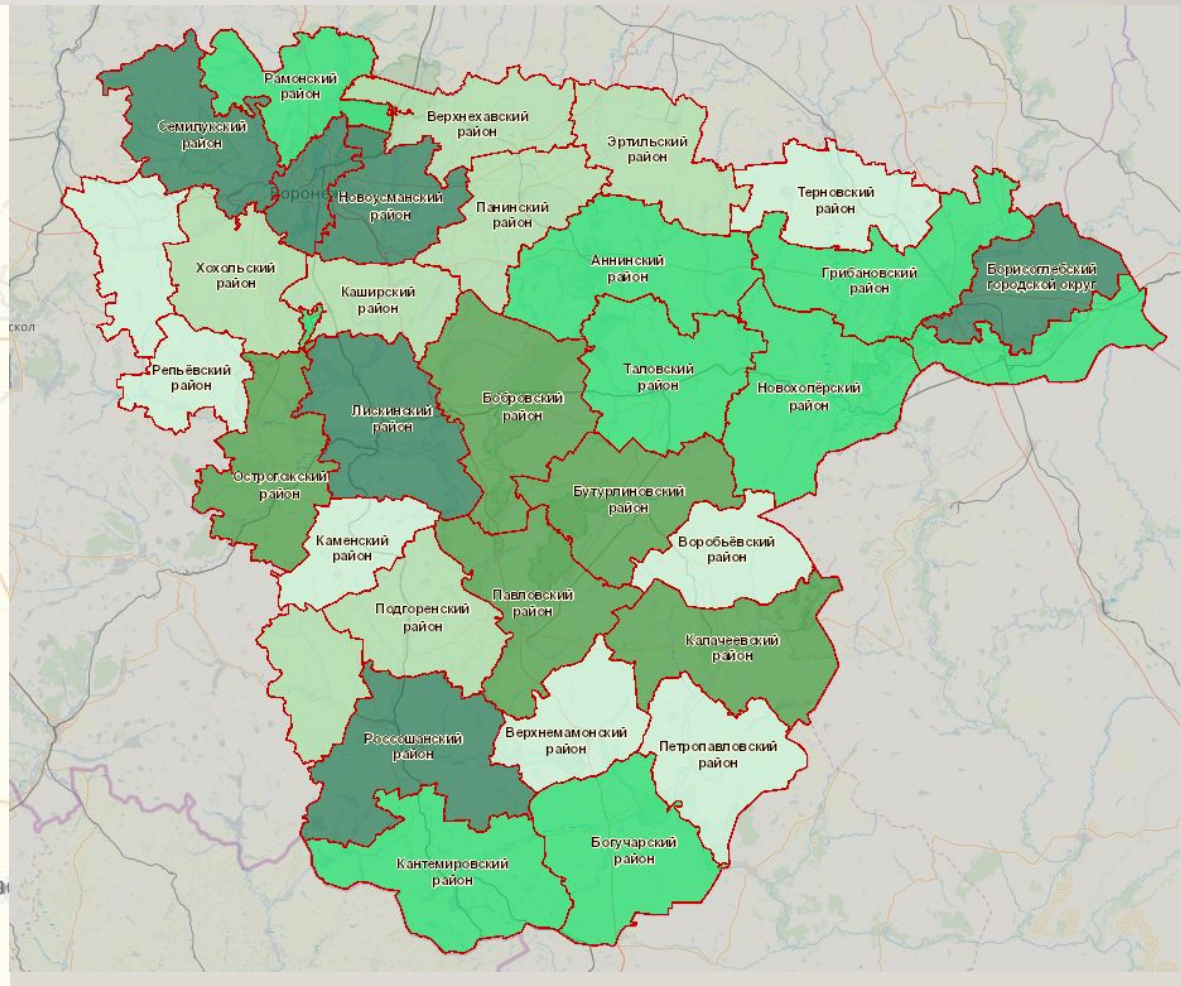 Рамонский
район
Верхнехавский
район
Семилукский
район
Эртильский
район
Терновский
район
Новоусманский
район
Панинский
район
Хохольский
район
Аннинский
район
Грибановский
район
Борисоглебский
городской округ
Каширский
район
скол
Репьёвский
район
Таловский
район
Новохопёрский
район
Лискинский
район
Бобровский
район
Острогожский
район
Бутурлиновский
район
Каменский
район
Воробьёвский
район
Подгоренский
район
Павловский
район
Калачеевский
район
Россошанский
район
Верхнемамонский
район
Петропавловский
район
Кантемировский
район
Богучарский
район